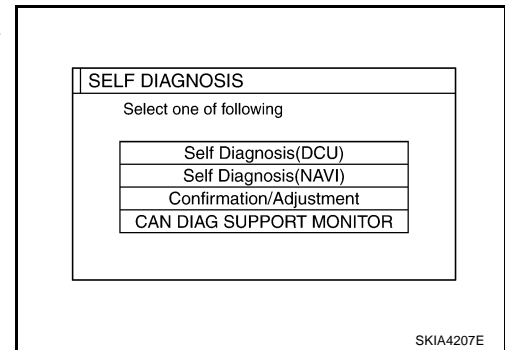 SELF DIAGNOSIS
Select one of following
Self Diagnosis(DCU)
Self Diagnosis(NAVI)
Confirmation/Adjustment
CAN DIAG SUPPORT MONITOR
SKIA4207E